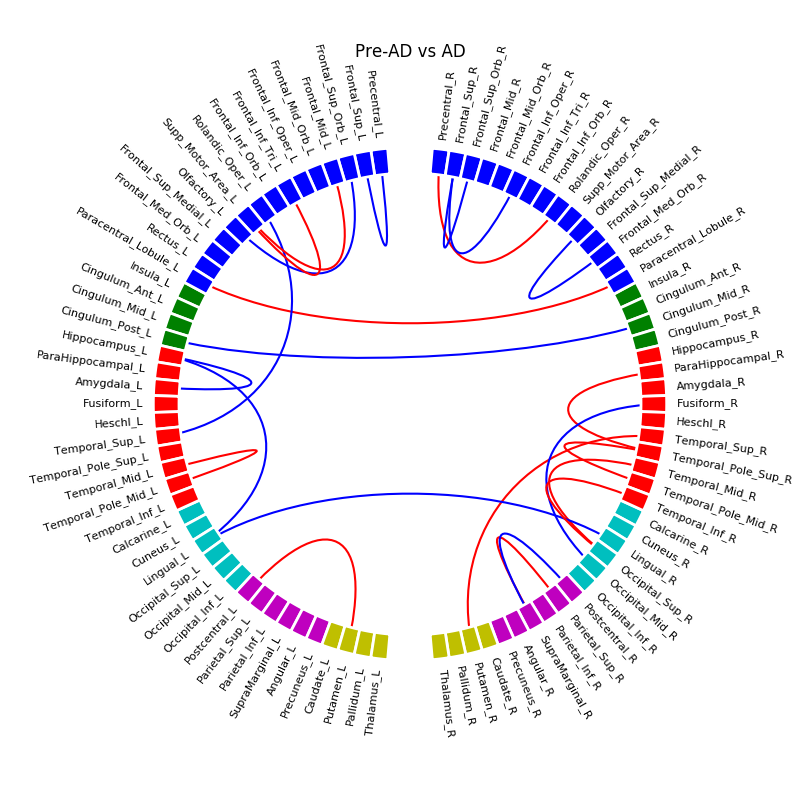 Pre-AD vs AD
Precentral_L
Frontal_Sup_L
Frontal_Sup_Orb_L
Frontal_Mid_L
Frontal_Mid_Orb_L
Frontal_Inf_Oper_L
Frontal_Inf_Tri_L
Frontal_Inf_Orb_L
Rolandic_Oper_L
Supp_Motor_Area_L
Olfactory_L
Frontal_Sup_Medial_L
Frontal_Med_Orb_L
Rectus_L
Paracentral_Lobule_L
Insula_L
Cingulum_Ant_L
Cingulum_Mid_L
Cingulum_Post_L
Hippocampus_L
ParaHippocampal_L
Amygdala_L
Fusiform_L
Heschl_L
Temporal_Sup_L
Temporal_Pole_Sup_L
Temporal_Mid_L
Temporal_Pole_Mid_L
Temporal_Inf_L
Calcarine_L
Cuneus_L
Lingual_L
Occipital_Sup_L
Occipital_Mid_L
Occipital_Inf_L
Postcentral_L
Parietal_Sup_L
Parietal_Inf_L
SupraMarginal_L
Angular_L
Precuneus_L
Caudate_L
Putamen_L
Pallidum_L
Thalamus_L
Precentral_R
Frontal_Sup_R
Frontal_Sup_Orb_R
Frontal_Mid_R
Frontal_Mid_Orb_R
Frontal_Inf_Oper_R
Frontal_Inf_Tri_R
Frontal_Inf_Orb_R
Rolandic_Oper_R
Supp_Motor_Area_R
Olfactory_R
Frontal_Sup_Medial_R
Frontal_Med_Orb_R
Rectus_R
Paracentral_Lobule_R
Insula_R
Cingulum_Ant_R
Cingulum_Mid_R
Cingulum_Post_R
Hippocampus_R
ParaHippocampal_R
Amygdala_R
Fusiform_R
Heschl_R
Temporal_Sup_R
Temporal_Pole_Sup_R
Temporal_Mid_R
Temporal_Pole_Mid_R
Temporal_Inf_R
Calcarine_R
Cuneus_R
Lingual_R
Occipital_Sup_R
Occipital_Mid_R
Occipital_Inf_R
Postcentral_R
Parietal_Sup_R
Parietal_Inf_R
SupraMarginal_R
Angular_R
Precuneus_R
Caudate_R
Putamen_R
Pallidum_R
Thalamus_R